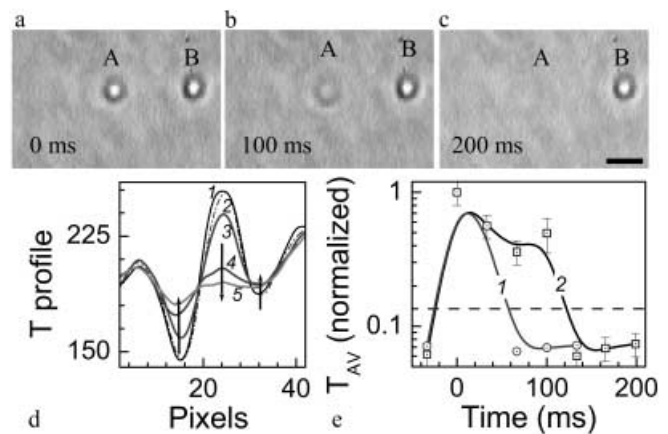 a b c
A B A B A B
0 ms 100 ms 200 ms
T profile
225
150
1
2
3
4
5
0 20 40
Pixels
d
T_AV (normalized)
1
0.1
1 2
0 100 200
Time (ms)
e